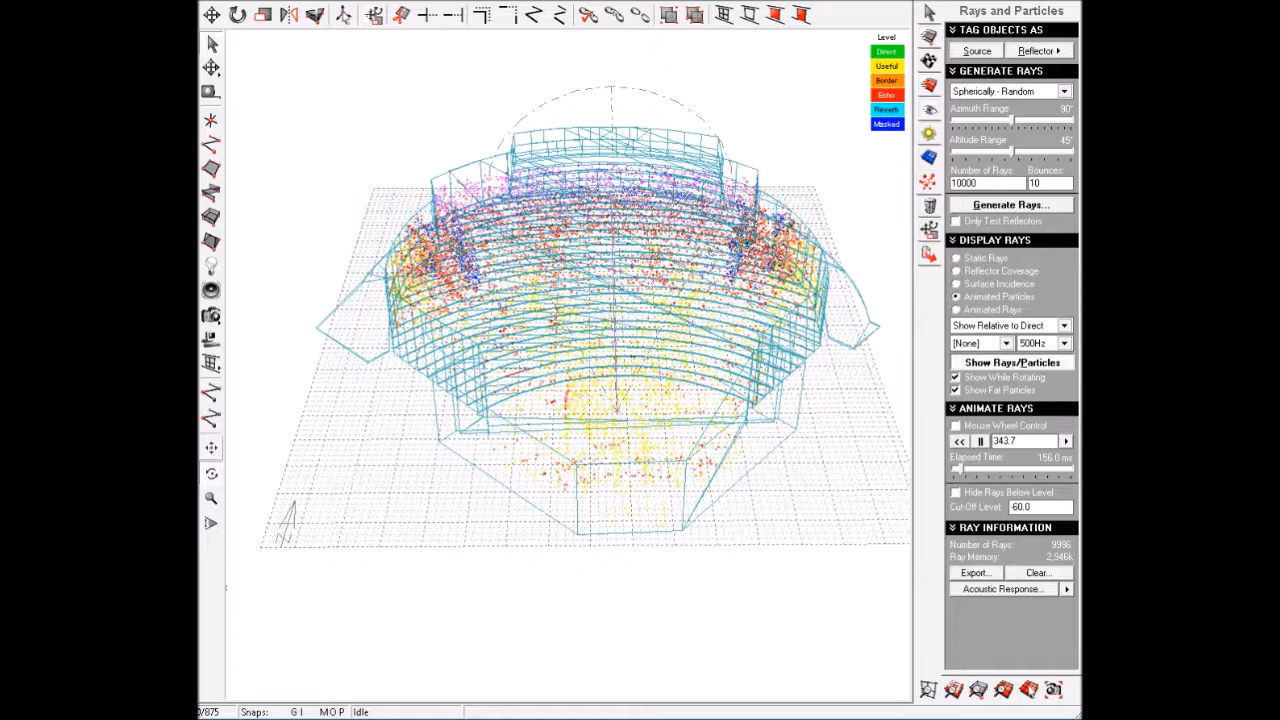 Rays and Particles
TAG OBJECTS AS
Source Reflector
GENERATE RAYS
Spherically - Random
Azimuth Range 90°
Altitude Range 45°
Number of Rays: Bounces:
10000 10
Generate Rays...
Only Test Reflectors
DISPLAY RAYS
Static Rays
Reflector Coverage
Surface Incidence
Animated Particles
Animated Rays
Show Relative to Direct
[None] 500Hz
Show Rays/Particles
Show While Rotating
Show Fat Particles
ANIMATE RAYS
Mouse Wheel Control
<< 343.7
Elapsed Time: 156.0 ms
Hide Rays Below Level
Cut-Off Level: -60.0
RAY INFORMATION
Number of Rays: 9996
Ray Memory: 2,946k
Export... Clear...
Acoustic Response...
Level
Direct
Useful
Border
Echo
Reverb
Masked
/875 Snaps: G I M O P Idle